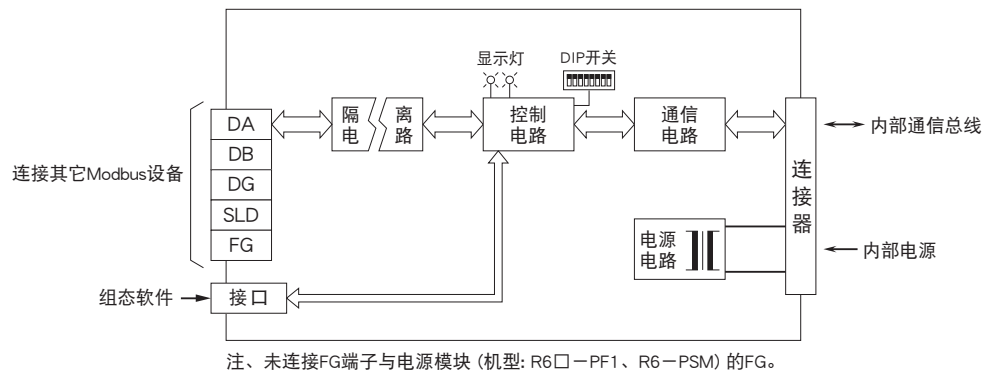 显示灯
DIP开关
DA
DB
DG
SLD
FG
隔 离
电 路
控制
电路
通信
电路
连接器
内部通信总线
连接其它Modbus设备
电源
电路
内部电源
组态软件
接口
注、未连接FG端子与电源模块 (机型: R6□－PF1、R6－PSM) 的FG。